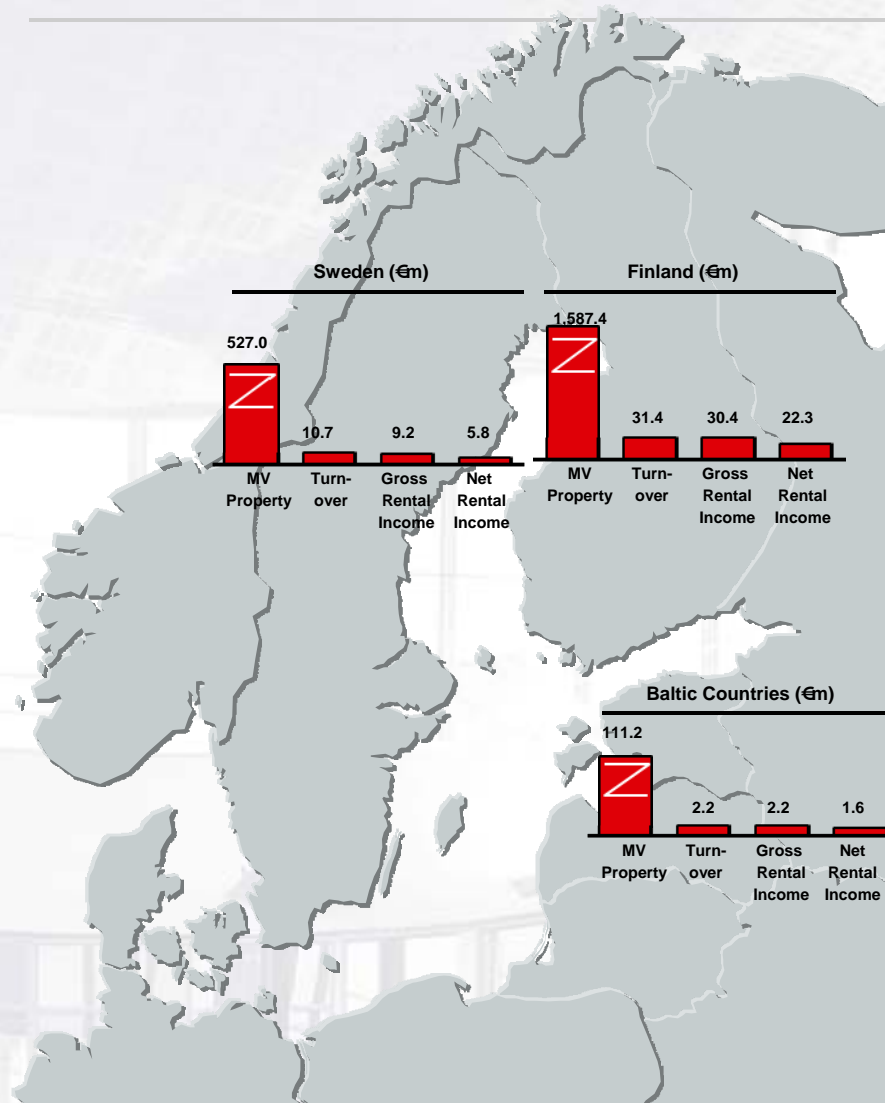 Sweden (€m)
527.0
10.7
9.2
5.8
MV
Property
Turn-
over
Gross
Rental
Income
Net
Rental
Income
Finland (€m)
1,587.4
31.4
30.4
22.3
MV
Property
Turn-
over
Gross
Rental
Income
Net
Rental
Income
Baltic Countries (€m)
111.2
2.2
2.2
1.6
MV
Property
Turn-
over
Gross
Rental
Income
Net
Rental
Income